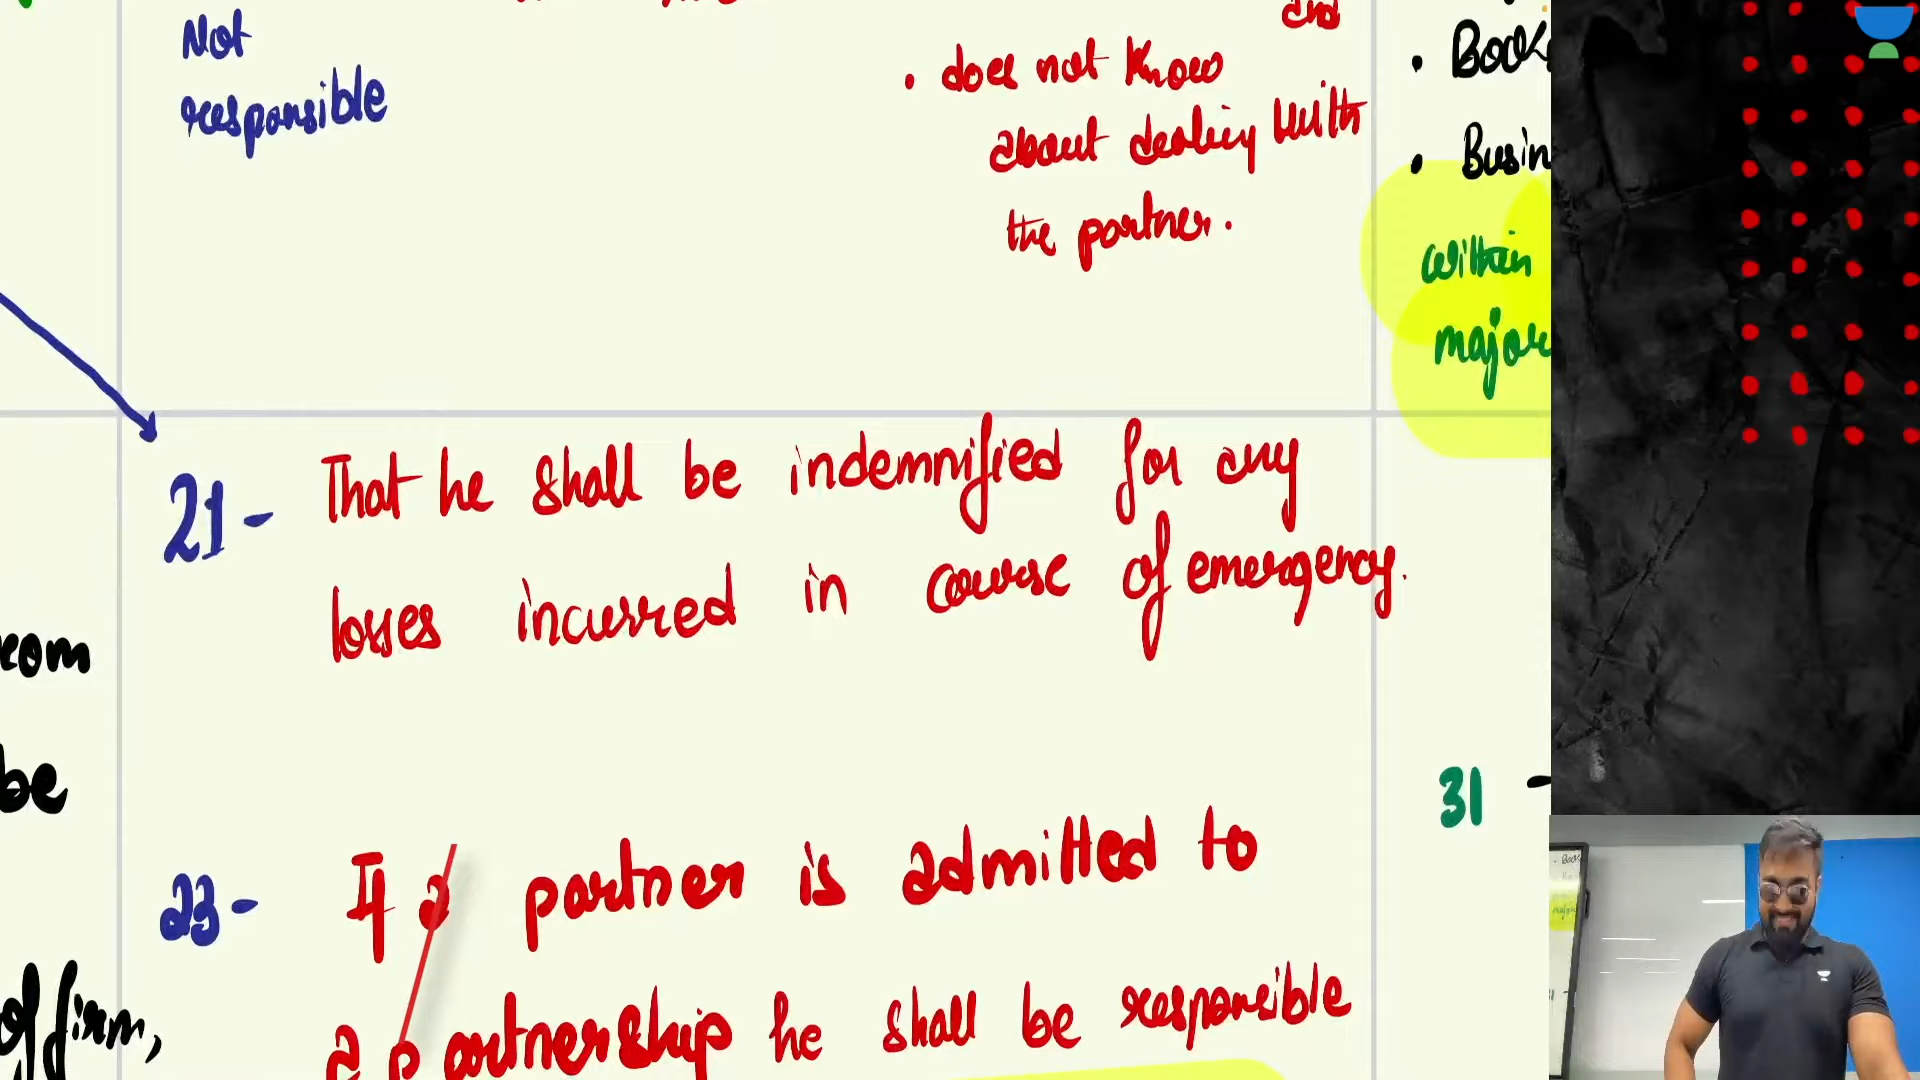 Not
responsible
and
• does not know
about dealing with
the partner.
• Book
• Busin
within
major
21 - That he shall be indemnified for any
losses incurred in course of emergency.
rom
be
of firm,
31 -
23 - If a partner is admitted to
a partnership he shall be responsible